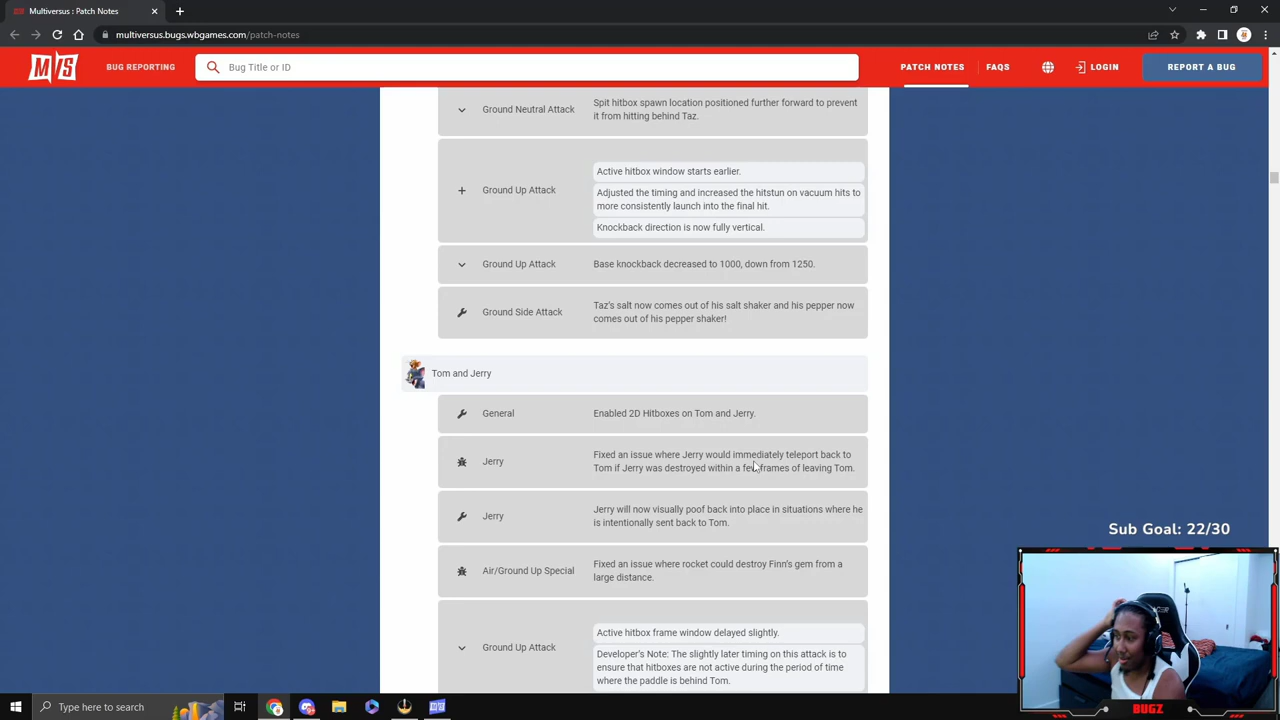 Multiversus : Patch Notes
multiversus.bugs.wbgames.com/patch-notes
M/S
BUG REPORTING
Bug Title or ID
PATCH NOTES
FAQS
LOGIN
REPORT A BUG
Ground Neutral Attack
Spit hitbox spawn location positioned further forward to prevent
it from hitting behind Taz.
Ground Up Attack
Active hitbox window starts earlier.
Adjusted the timing and increased the hitstun on vacuum hits to
more consistently launch into the final hit.
Knockback direction is now fully vertical.
Ground Up Attack
Base knockback decreased to 1000, down from 1250.
Ground Side Attack
Taz's salt now comes out of his salt shaker and his pepper now
comes out of his pepper shaker!
Tom and Jerry
General
Enabled 2D Hitboxes on Tom and Jerry.
Jerry
Fixed an issue where Jerry would immediately teleport back to
Tom if Jerry was destroyed within a few frames of leaving Tom.
Jerry
Jerry will now visually poof back into place in situations where he
is intentionally sent back to Tom.
Air/Ground Up Special
Fixed an issue where rocket could destroy Finn's gem from a
large distance.
Ground Up Attack
Active hitbox frame window delayed slightly.
Developer's Note: The slightly later timing on this attack is to
ensure that hitboxes are not active during the period of time
where the paddle is behind Tom.
Sub Goal: 22/30
BUGZ
Type here to search